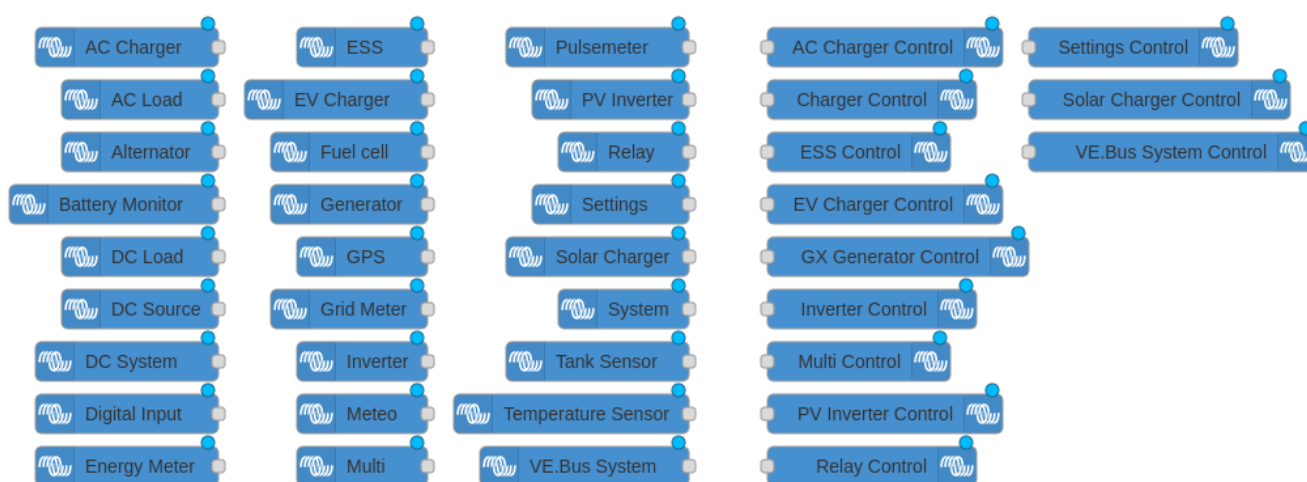 AC Charger
AC Load
Alternator
Battery Monitor
DC Load
DC Source
DC System
Digital Input
Energy Meter
ESS
EV Charger
Fuel cell
Generator
GPS
Grid Meter
Inverter
Meteo
Multi
Pulsemeter
PV Inverter
Relay
Settings
Solar Charger
System
Tank Sensor
Temperature Sensor
VE.Bus System
AC Charger Control
Charger Control
ESS Control
EV Charger Control
GX Generator Control
Inverter Control
Multi Control
PV Inverter Control
Relay Control
Settings Control
Solar Charger Control
VE.Bus System Control